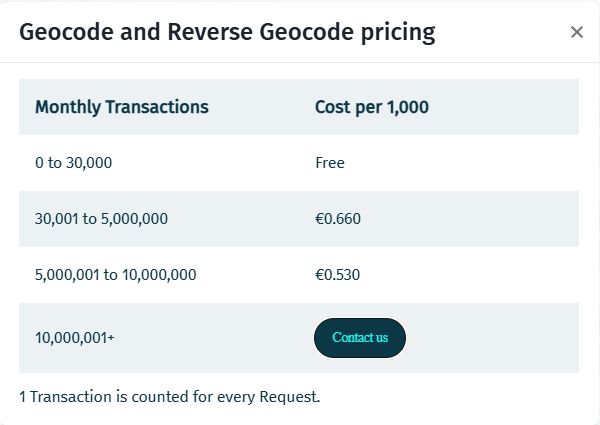 Geocode and Reverse Geocode pricing ×
Monthly Transactions Cost per 1,000
0 to 30,000 Free
30,001 to 5,000,000 €0.660
5,000,001 to 10,000,000 €0.530
10,000,001+ Contact us
1 Transaction is counted for every Request.